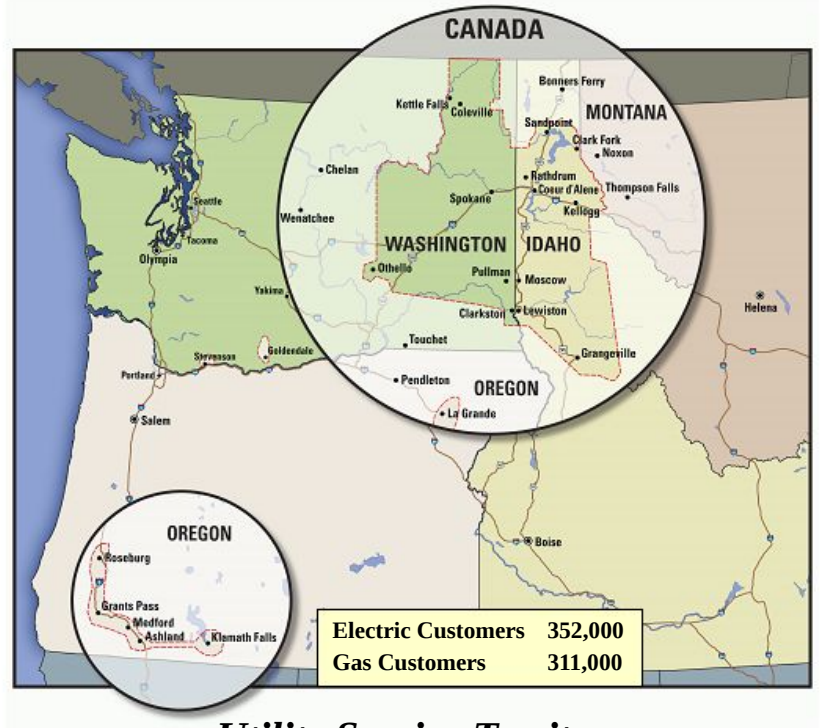 CANADA
Bonners Ferry
Kettle Falls
Coleville
MONTANA
Sandpoint
Clark Fork
Noxon
Chelan
Rathdrum
Coeur d'Alene
Thompson Falls
Spokane
Kellogg
Seattle
Wenatchee
Tacoma
WASHINGTON
IDAHO
Olympia
Othello
Pullman
Moscow
Yakima
Helena
Clarkston
Lewiston
Touchet
Goldendale
Stevenson
Grangeville
Portland
Pendleton
OREGON
La Grande
Salem
OREGON
Boise
Roseburg
Grants Pass
Medford
Ashland
Klamath Falls
Electric Customers 352,000
Gas Customers 311,000